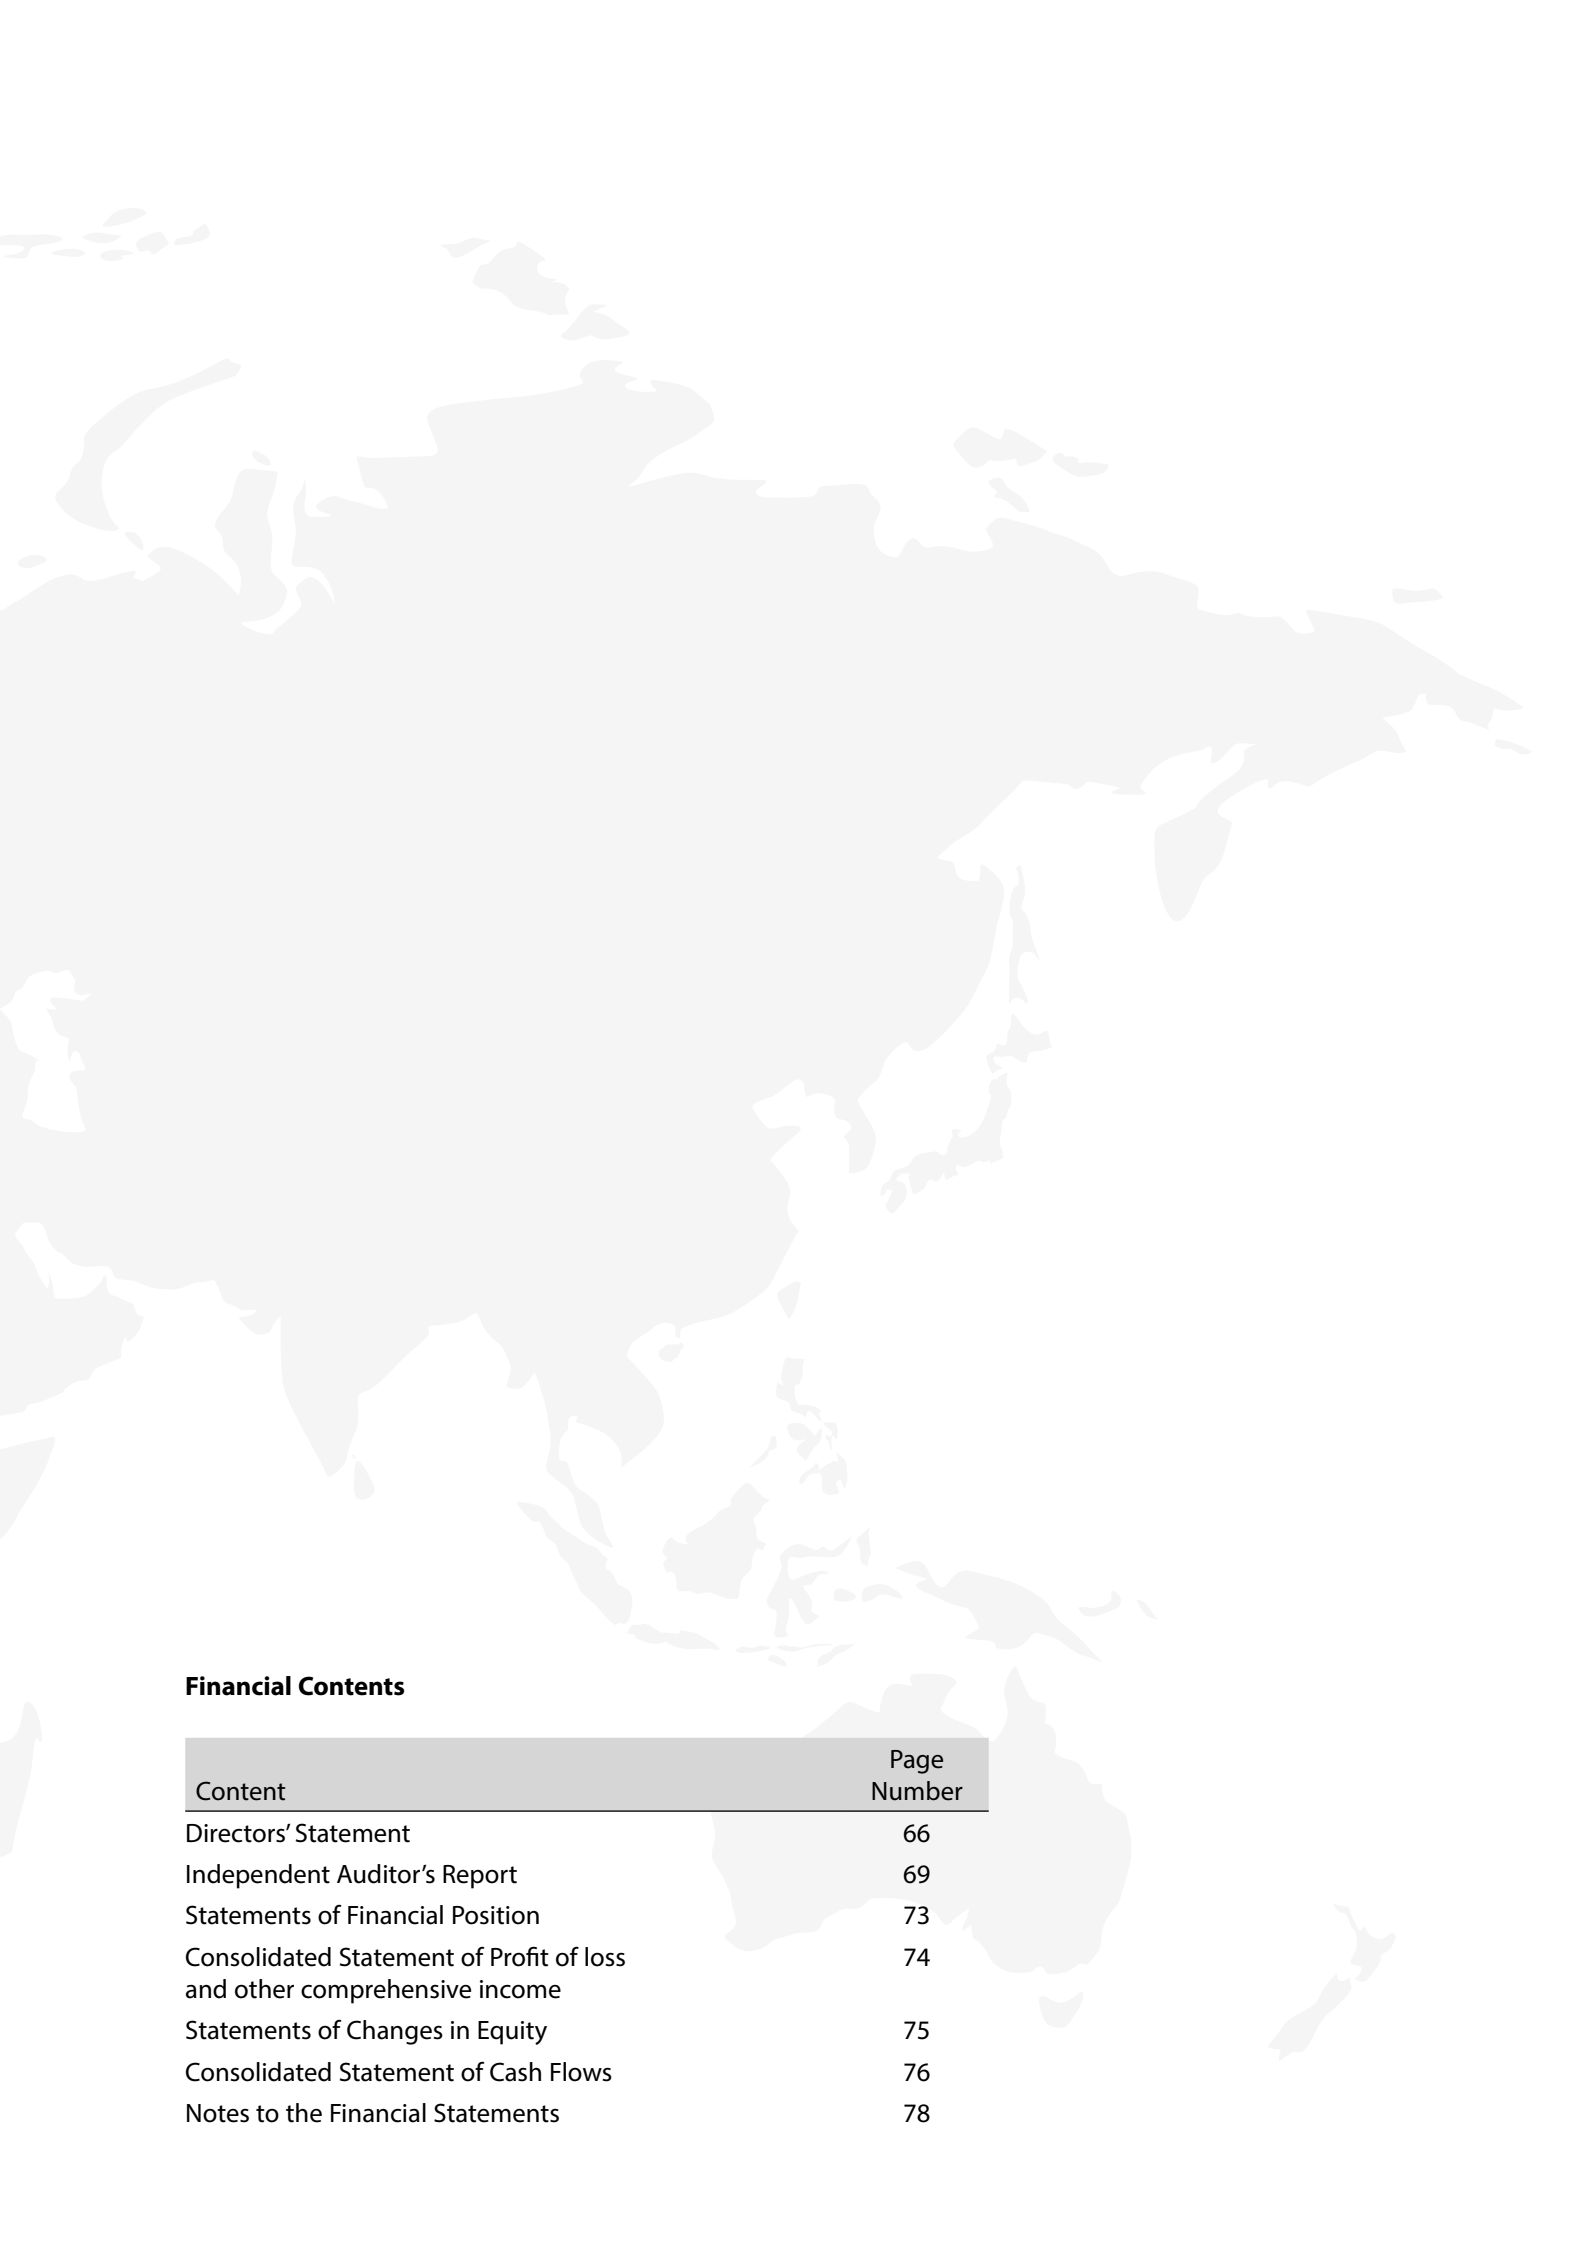 Financial Contents
Page
Content Number
Directors’ Statement 66
Independent Auditor’s Report 69
Statements of Financial Position 73
Consolidated Statement of Profit of loss 74
and other comprehensive income
Statements of Changes in Equity 75
Consolidated Statement of Cash Flows 76
Notes to the Financial Statements 78